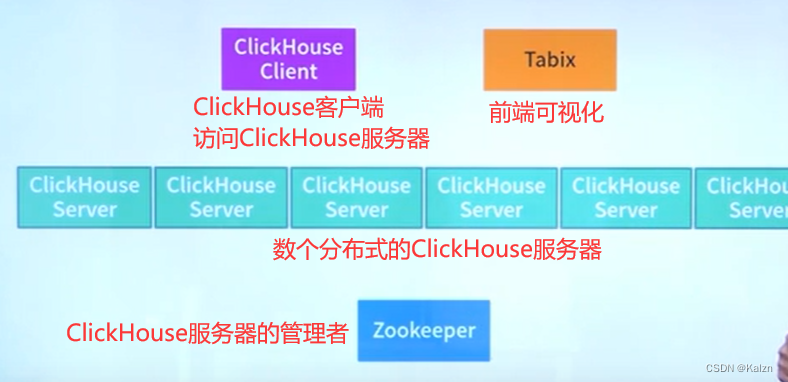 ClickHouse
Client
Tabix
ClickHouse客户端
访问ClickHouse服务器
前端可视化
ClickHouse
Server
ClickHouse
Server
ClickHouse
Server
ClickHouse
Server
ClickHouse
Server
ClickHou
Server
数个分布式的ClickHouse服务器
ClickHouse服务器的管理者
Zookeeper
CSDN @Kalzn